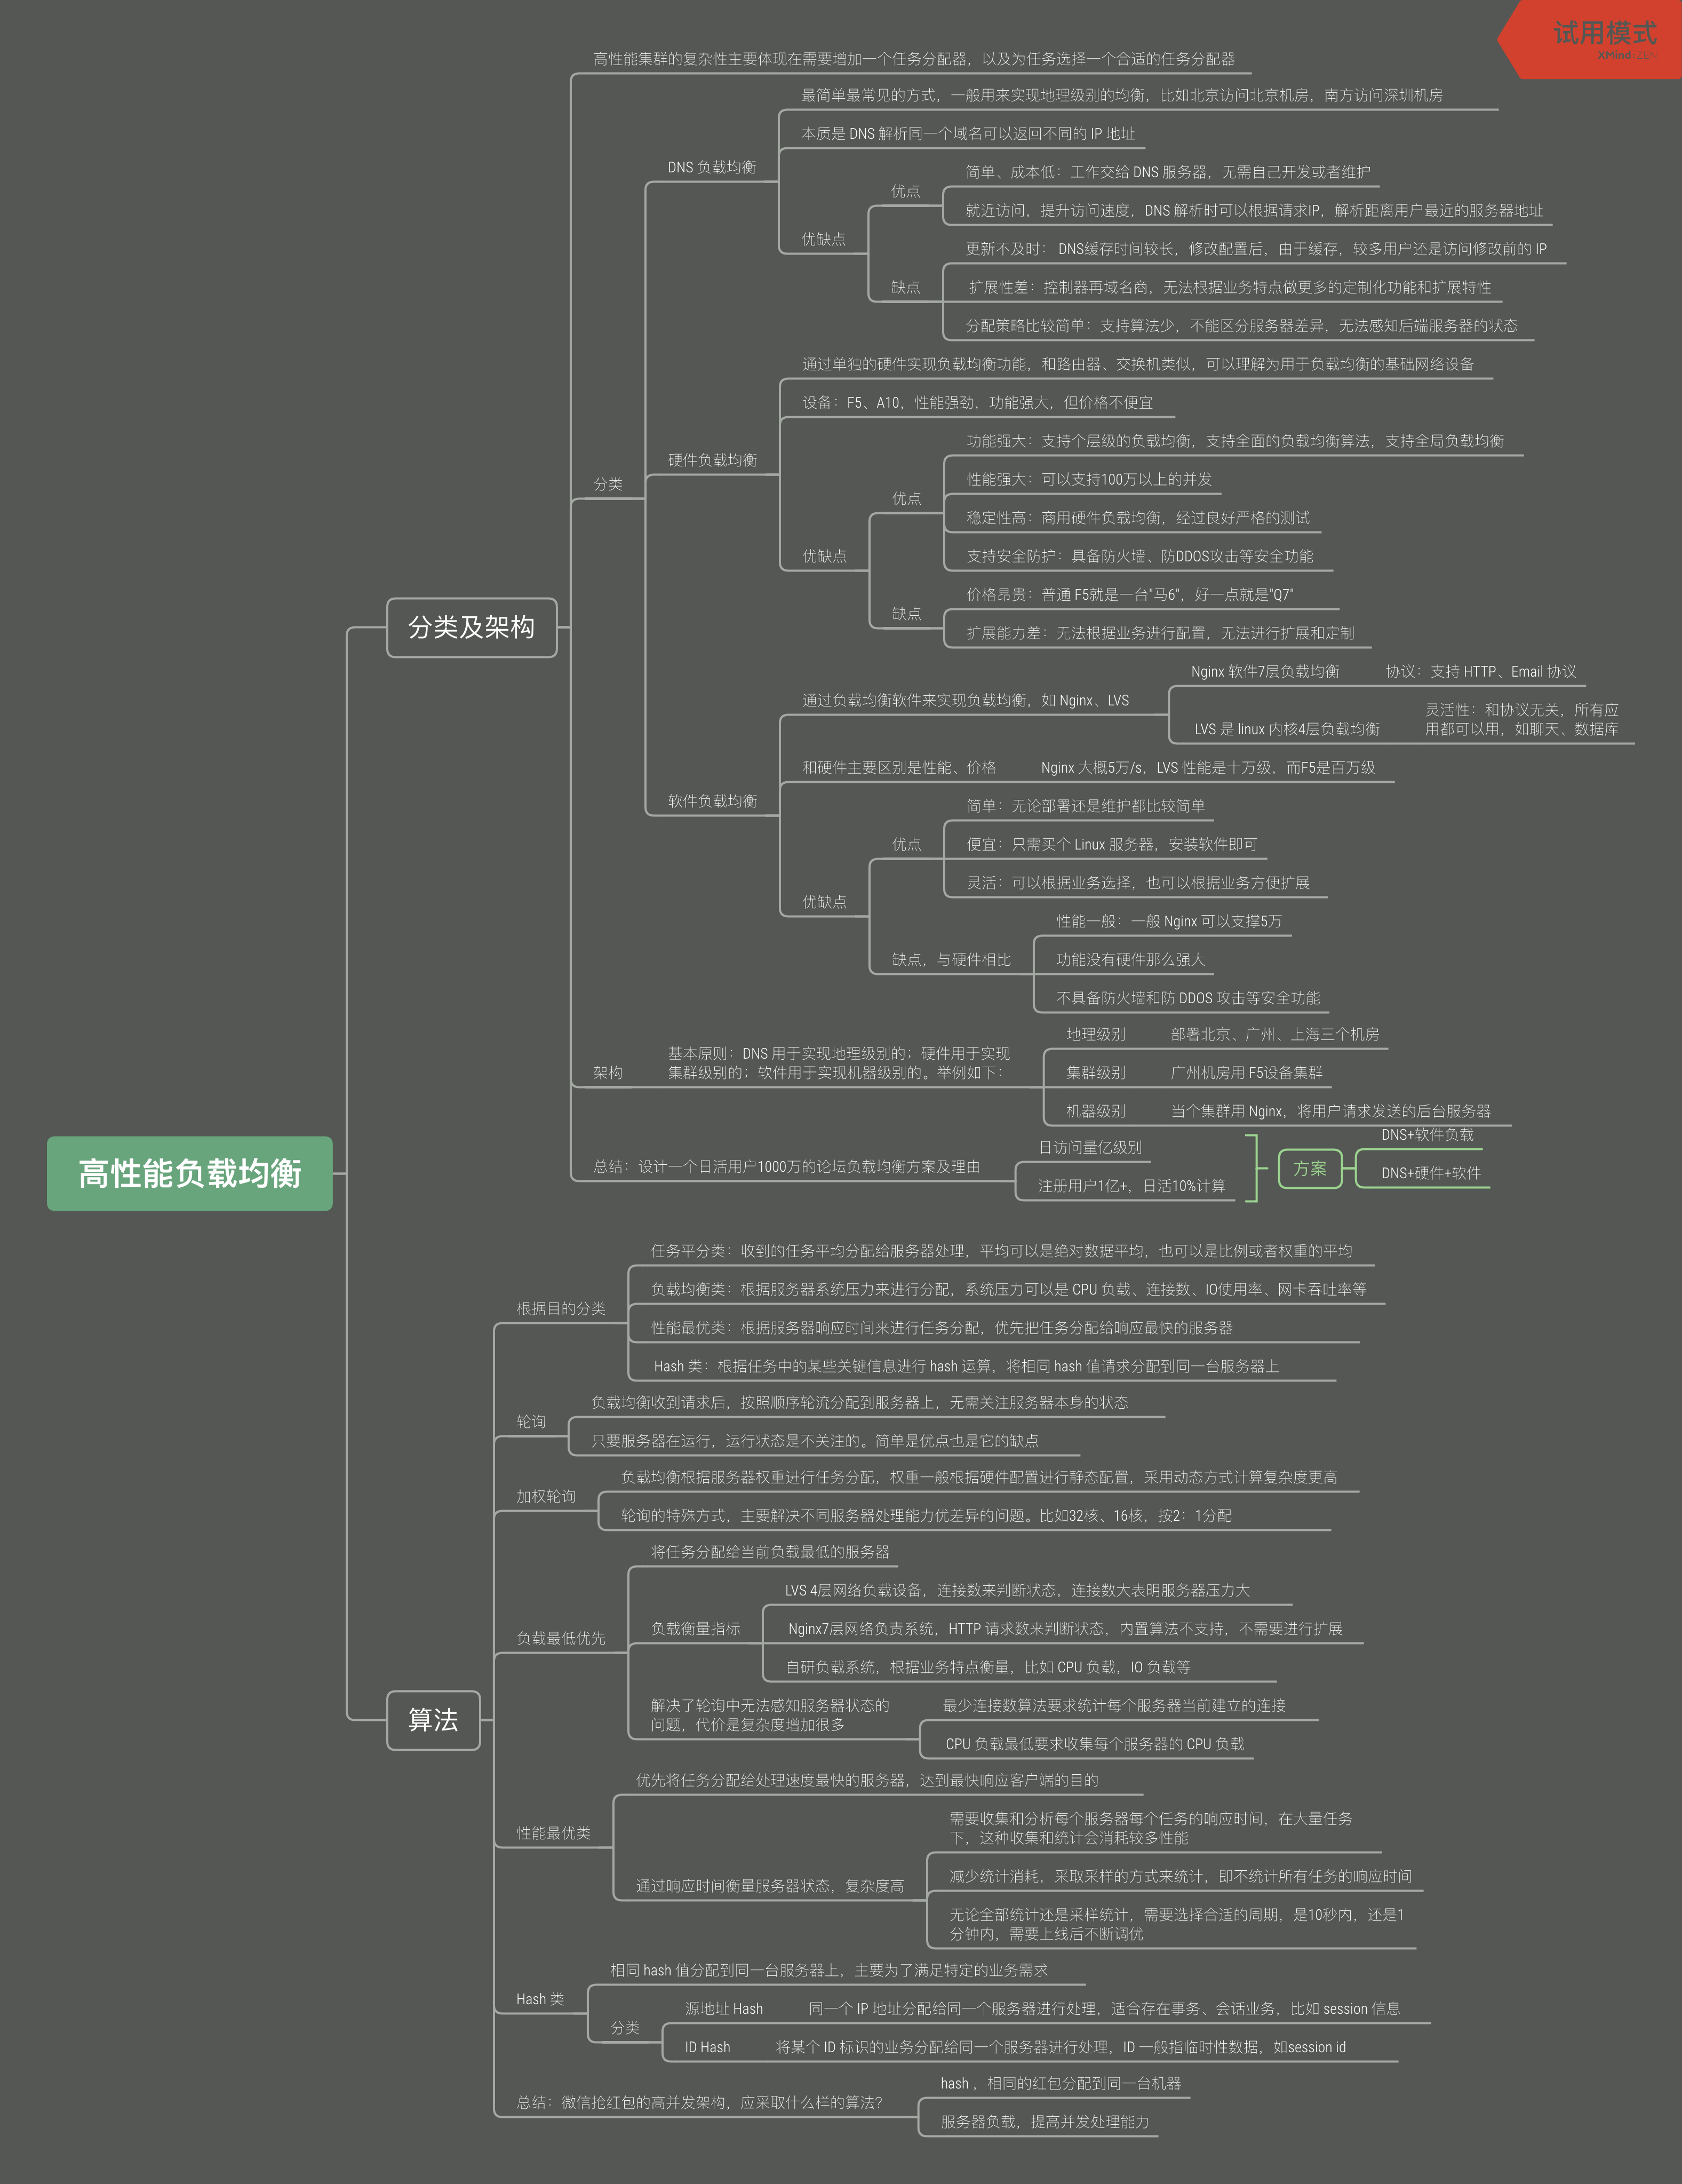 试用模式
XMind:ZEN
高性能负载均衡
分类及架构
高性能集群的复杂性主要体现在需要增加一个任务分配器，以及为任务选择一个合适的任务分配器
分类
DNS 负载均衡
最简单最常见的方式，一般用来实现地理级别的均衡，比如北京访问北京机房，南方访问深圳机房
本质是 DNS 解析同一个域名可以返回不同的 IP 地址
优缺点
优点
简单、成本低：工作交给 DNS 服务器，无需自己开发或者维护
就近访问，提升访问速度，DNS 解析时可以根据请求IP，解析距离用户最近的服务器地址
缺点
更新不及时： DNS缓存时间较长，修改配置后，由于缓存，较多用户还是访问修改前的 IP
扩展性差：控制器再域名商，无法根据业务特点做更多的定制化功能和扩展特性
分配策略比较简单：支持算法少，不能区分服务器差异，无法感知后端服务器的状态
硬件负载均衡
通过单独的硬件实现负载均衡功能，和路由器、交换机类似，可以理解为用于负载均衡的基础网络设备
设备：F5、A10，性能强劲，功能强大，但价格不便宜
优缺点
优点
功能强大：支持个层级的负载均衡，支持全面的负载均衡算法，支持全局负载均衡
性能强大：可以支持100万以上的并发
稳定性高：商用硬件负载均衡，经过良好严格的测试
支持安全防护：具备防火墙、防DDOS攻击等安全功能
缺点
价格昂贵：普通 F5就是一台"马6"，好一点就是"Q7"
扩展能力差：无法根据业务进行配置，无法进行扩展和定制
软件负载均衡
通过负载均衡软件来实现负载均衡，如 Nginx、LVS
Nginx 软件7层负载均衡
协议：支持 HTTP、Email 协议
LVS 是 linux 内核4层负载均衡
灵活性：和协议无关，所有应
用都可以用，如聊天、数据库
和硬件主要区别是性能、价格
Nginx 大概5万/s，LVS 性能是十万级，而F5是百万级
优缺点
优点
简单：无论部署还是维护都比较简单
便宜：只需买个 Linux 服务器，安装软件即可
灵活：可以根据业务选择，也可以根据业务方便扩展
缺点，与硬件相比
性能一般：一般 Nginx 可以支撑5万
功能没有硬件那么强大
不具备防火墙和防 DDOS 攻击等安全功能
架构
基本原则：DNS 用于实现地理级别的；硬件用于实现
集群级别的；软件用于实现机器级别的。举例如下：
地理级别
部署北京、广州、上海三个机房
集群级别
广州机房用 F5设备集群
机器级别
当个集群用 Nginx，将用户请求发送的后台服务器
总结：设计一个日活用户1000万的论坛负载均衡方案及理由
日访问量亿级别
注册用户1亿+，日活10%计算
方案
DNS+软件负载
DNS+硬件+软件
算法
根据目的分类
任务平分类：收到的任务平均分配给服务器处理，平均可以是绝对数据平均，也可以是比例或者权重的平均
负载均衡类：根据服务器系统压力来进行分配，系统压力可以是 CPU 负载、连接数、IO使用率、网卡吞吐率等
性能最优类：根据服务器响应时间来进行任务分配，优先把任务分配给响应最快的服务器
Hash 类：根据任务中的某些关键信息进行 hash 运算，将相同 hash 值请求分配到同一台服务器上
轮询
负载均衡收到请求后，按照顺序轮流分配到服务器上，无需关注服务器本身的状态
只要服务器在运行，运行状态是不关注的。简单是优点也是它的缺点
加权轮询
负载均衡根据服务器权重进行任务分配，权重一般根据硬件配置进行静态配置，采用动态方式计算复杂度更高
轮询的特殊方式，主要解决不同服务器处理能力优差异的问题。比如32核、16核，按2：1分配
负载最低优先
将任务分配给当前负载最低的服务器
负载衡量指标
LVS 4层网络负载设备，连接数来判断状态，连接数大表明服务器压力大
Nginx7层网络负责系统，HTTP 请求数来判断状态，内置算法不支持，不需要进行扩展
自研负载系统，根据业务特点衡量，比如 CPU 负载，IO 负载等
解决了轮询中无法感知服务器状态的
问题，代价是复杂度增加很多
最少连接数算法要求统计每个服务器当前建立的连接
CPU 负载最低要求收集每个服务器的 CPU 负载
性能最优类
优先将任务分配给处理速度最快的服务器，达到最快响应客户端的目的
通过响应时间衡量服务器状态，复杂度高
需要收集和分析每个服务器每个任务的响应时间，在大量任务
下，这种收集和统计会消耗较多性能
减少统计消耗，采取采样的方式来统计，即不统计所有任务的响应时间
无论全部统计还是采样统计，需要选择合适的周期，是10秒内，还是1
分钟内，需要上线后不断调优
Hash 类
相同 hash 值分配到同一台服务器上，主要为了满足特定的业务需求
分类
源地址 Hash
同一个 IP 地址分配给同一个服务器进行处理，适合存在事务、会话业务，比如 session 信息
ID Hash
将某个 ID 标识的业务分配给同一个服务器进行处理，ID 一般指临时性数据，如session id
总结：微信抢红包的高并发架构，应采取什么样的算法？
hash ，相同的红包分配到同一台机器
服务器负载，提高并发处理能力